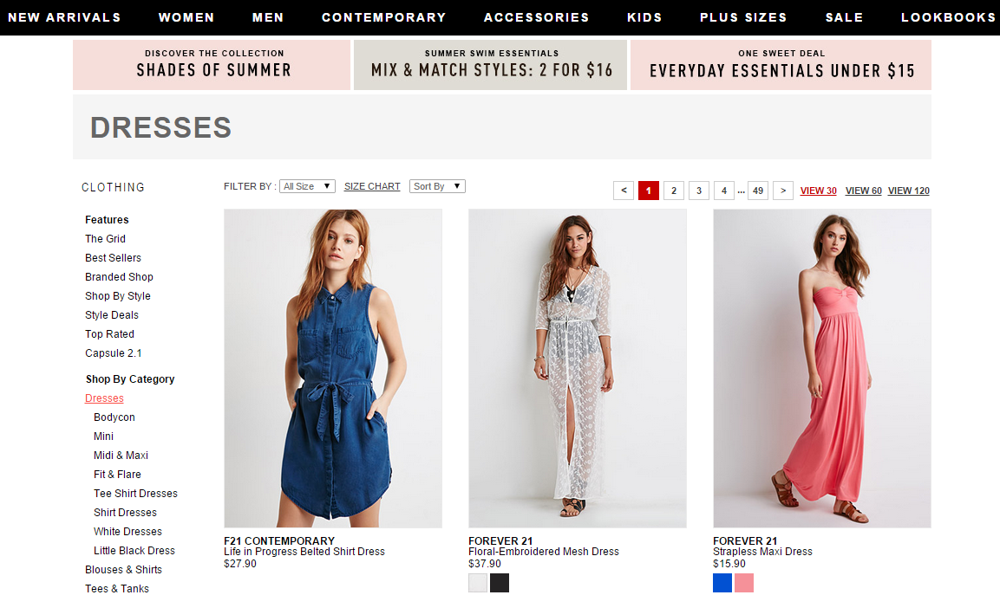 NEW ARRIVALS WOMEN MEN CONTEMPORARY ACCESSORIES KIDS PLUS SIZES SALE LOOKBOOKS
DISCOVER THE COLLECTION
SHADES OF SUMMER
SUMMER SWIM ESSENTIALS
MIX & MATCH STYLES: 2 FOR $16
ONE SWEET DEAL
EVERYDAY ESSENTIALS UNDER $15
DRESSES
CLOTHING
Features
The Grid
Best Sellers
Branded Shop
Shop By Style
Style Deals
Top Rated
Capsule 2.1
Shop By Category
Dresses
Bodycon
Mini
Midi & Maxi
Fit & Flare
Tee Shirt Dresses
Shirt Dresses
White Dresses
Little Black Dress
Blouses & Shirts
Tees & Tanks
FILTER BY : All Size ▼ SIZE CHART Sort By ▼
< 1 2 3 4 ... 49 > VIEW 30 VIEW 60 VIEW 120
F21 CONTEMPORARY
Life in Progress Belted Shirt Dress
$27.90
FOREVER 21
Floral-Embroidered Mesh Dress
$37.90
FOREVER 21
Strapless Maxi Dress
$15.90